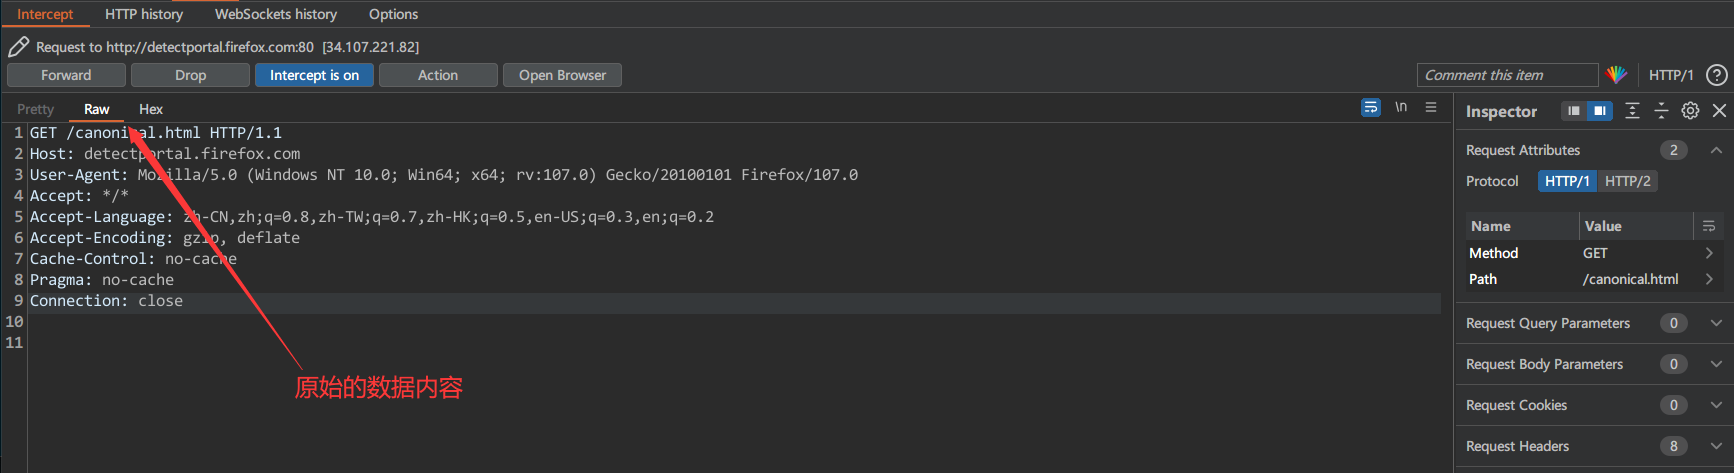 Intercept HTTP history WebSockets history Options
Request to http://detectportal.firefox.com:80 [34.107.221.82]
Forward Drop Intercept is on Action Open Browser Comment this item HTTP/1 ?
Pretty Raw Hex \n
1 GET /canonical.html HTTP/1.1
2 Host: detectportal.firefox.com
3 User-Agent: Mozilla/5.0 (Windows NT 10.0; Win64; x64; rv:107.0) Gecko/20100101 Firefox/107.0
4 Accept: */*
5 Accept-Language: zh-CN,zh;q=0.8,zh-TW;q=0.7,zh-HK;q=0.5,en-US;q=0.3,en;q=0.2
6 Accept-Encoding: gzip, deflate
7 Cache-Control: no-cache
8 Pragma: no-cache
9 Connection: close
10
11
原始的数据内容
Inspector
Request Attributes 2
Protocol HTTP/1 HTTP/2
Name Value
Method GET
Path /canonical.html
Request Query Parameters 0
Request Body Parameters 0
Request Cookies 0
Request Headers 8